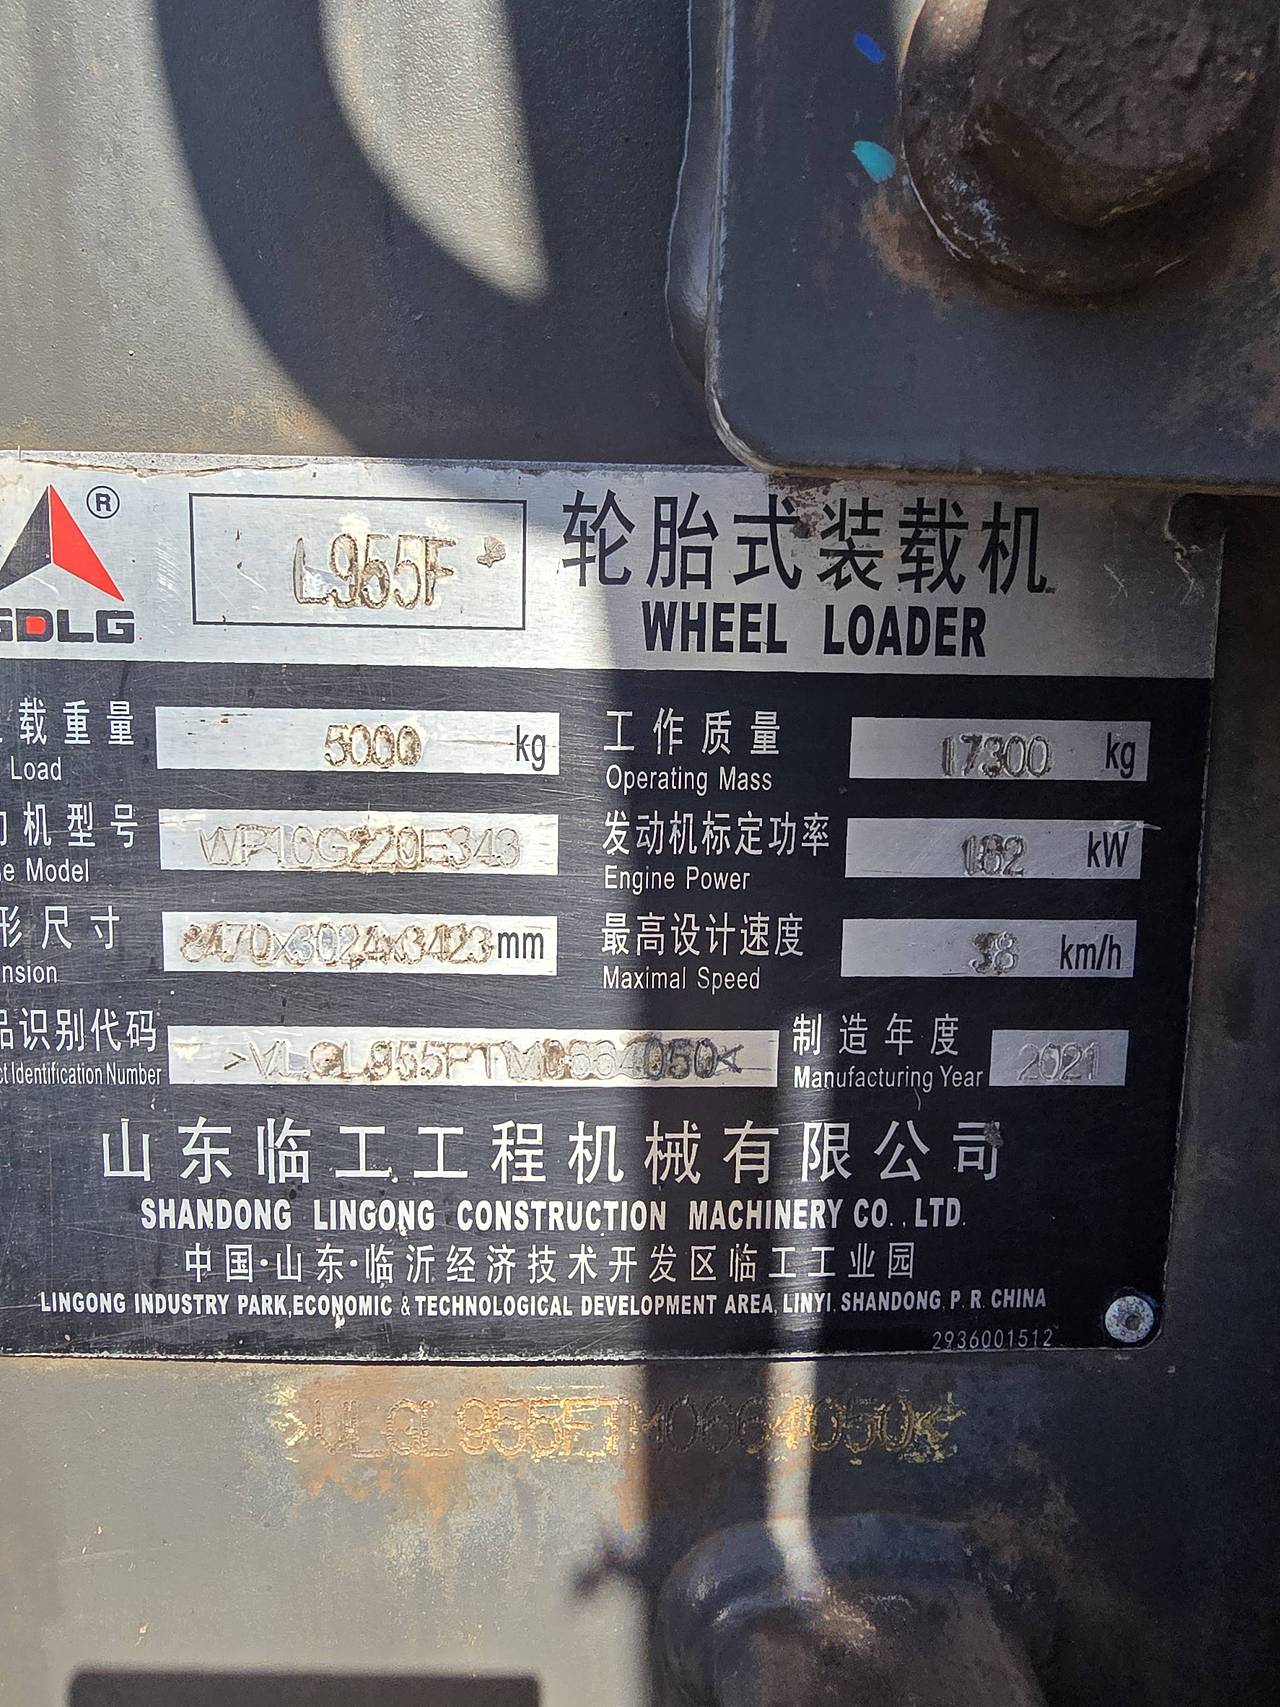 ®
SDLG
L955F
轮胎式装载机
WHEEL LOADER
载重量 5000 kg
Load
工作质量 17300 kg
Operating Mass
机型号 WP10G220E343
Model
发动机标定功率 162 kW
Engine Power
形尺寸 8470x3024x3423 mm
最高设计速度 38 km/h
Maximal Speed
品识别代码 >VLGL955FTM0664050<
Identification Number
制造年度 2021
Manufacturing Year
山东临工工程机械有限公司
SHANDONG LINGONG CONSTRUCTION MACHINERY CO., LTD.
中国·山东·临沂经济技术开发区临工工业园
LINGONG INDUSTRY PARK,ECONOMIC & TECHNOLOGICAL DEVELOPMENT AREA, LINYI, SHANDONG, P. R. CHINA
2936001512
>VLGL955FTM0664050<